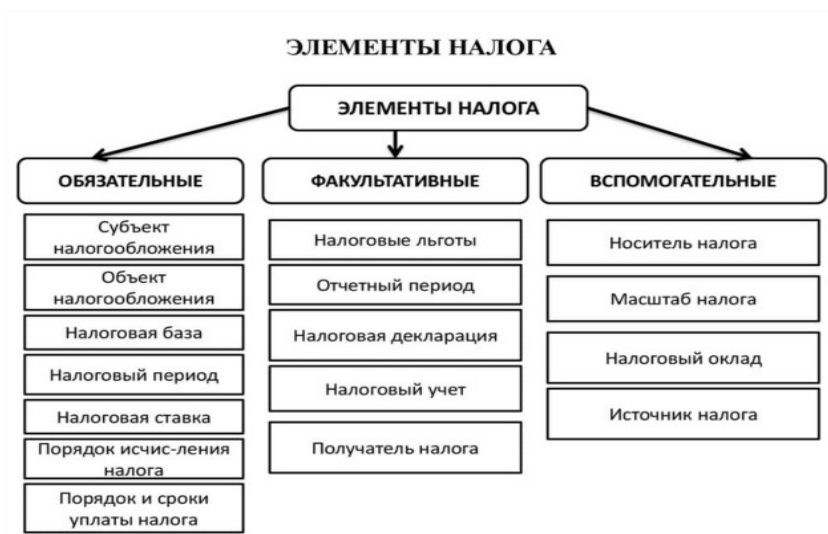 ЭЛЕМЕНТЫ НАЛОГА
ЭЛЕМЕНТЫ НАЛОГА
ОБЯЗАТЕЛЬНЫЕ
Субъект
налогообложения
Объект
налогообложения
Налоговая база
Налоговый период
Налоговая ставка
Порядок исчис-ления
налога
Порядок и сроки
уплаты налога
ФАКУЛЬТАТИВНЫЕ
Налоговые льготы
Отчетный период
Налоговая декларация
Налоговый учет
Получатель налога
ВСПОМОГАТЕЛЬНЫЕ
Носитель налога
Масштаб налога
Налоговый оклад
Источник налога